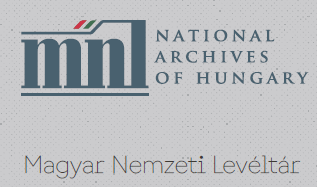 mnl
NATIONAL
ARCHIVES
OF HUNGARY
Magyar Nemzeti Levéltár